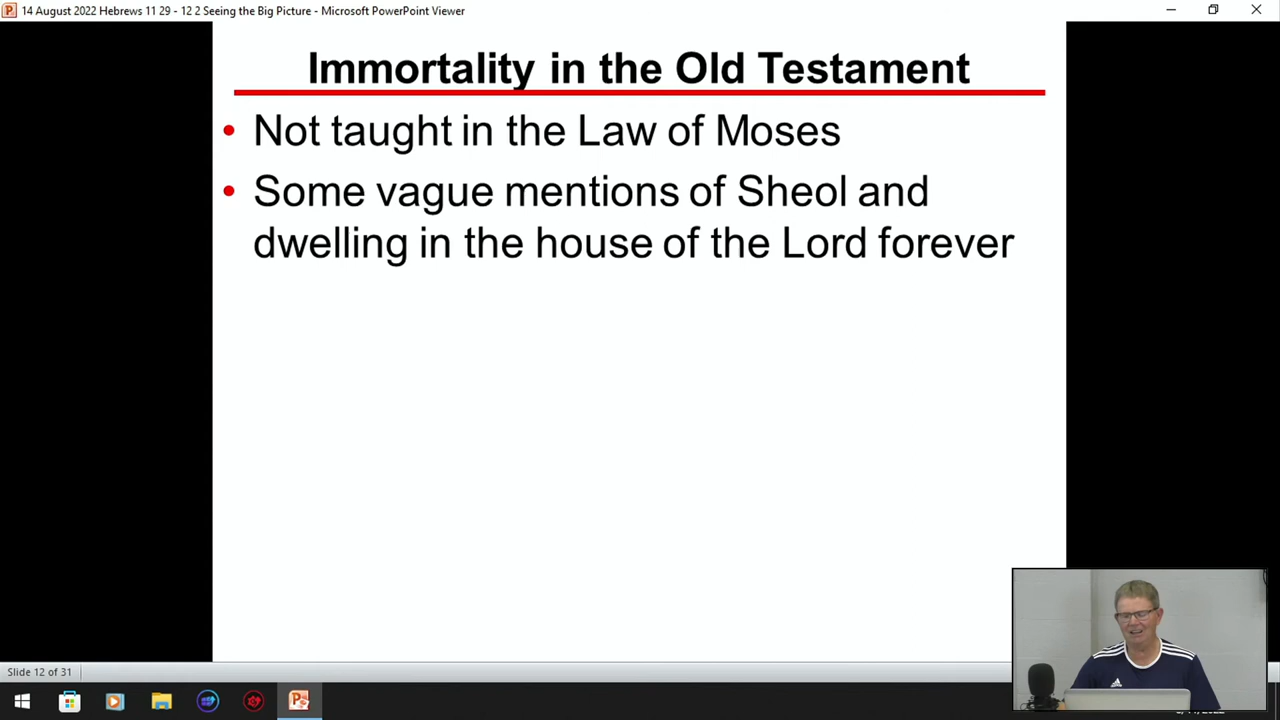 14 August 2022 Hebrews 11 29 - 12 2 Seeing the Big Picture - Microsoft PowerPoint Viewer
Immortality in the Old Testament
• Not taught in the Law of Moses
• Some vague mentions of Sheol and
dwelling in the house of the Lord forever
Slide 12 of 31